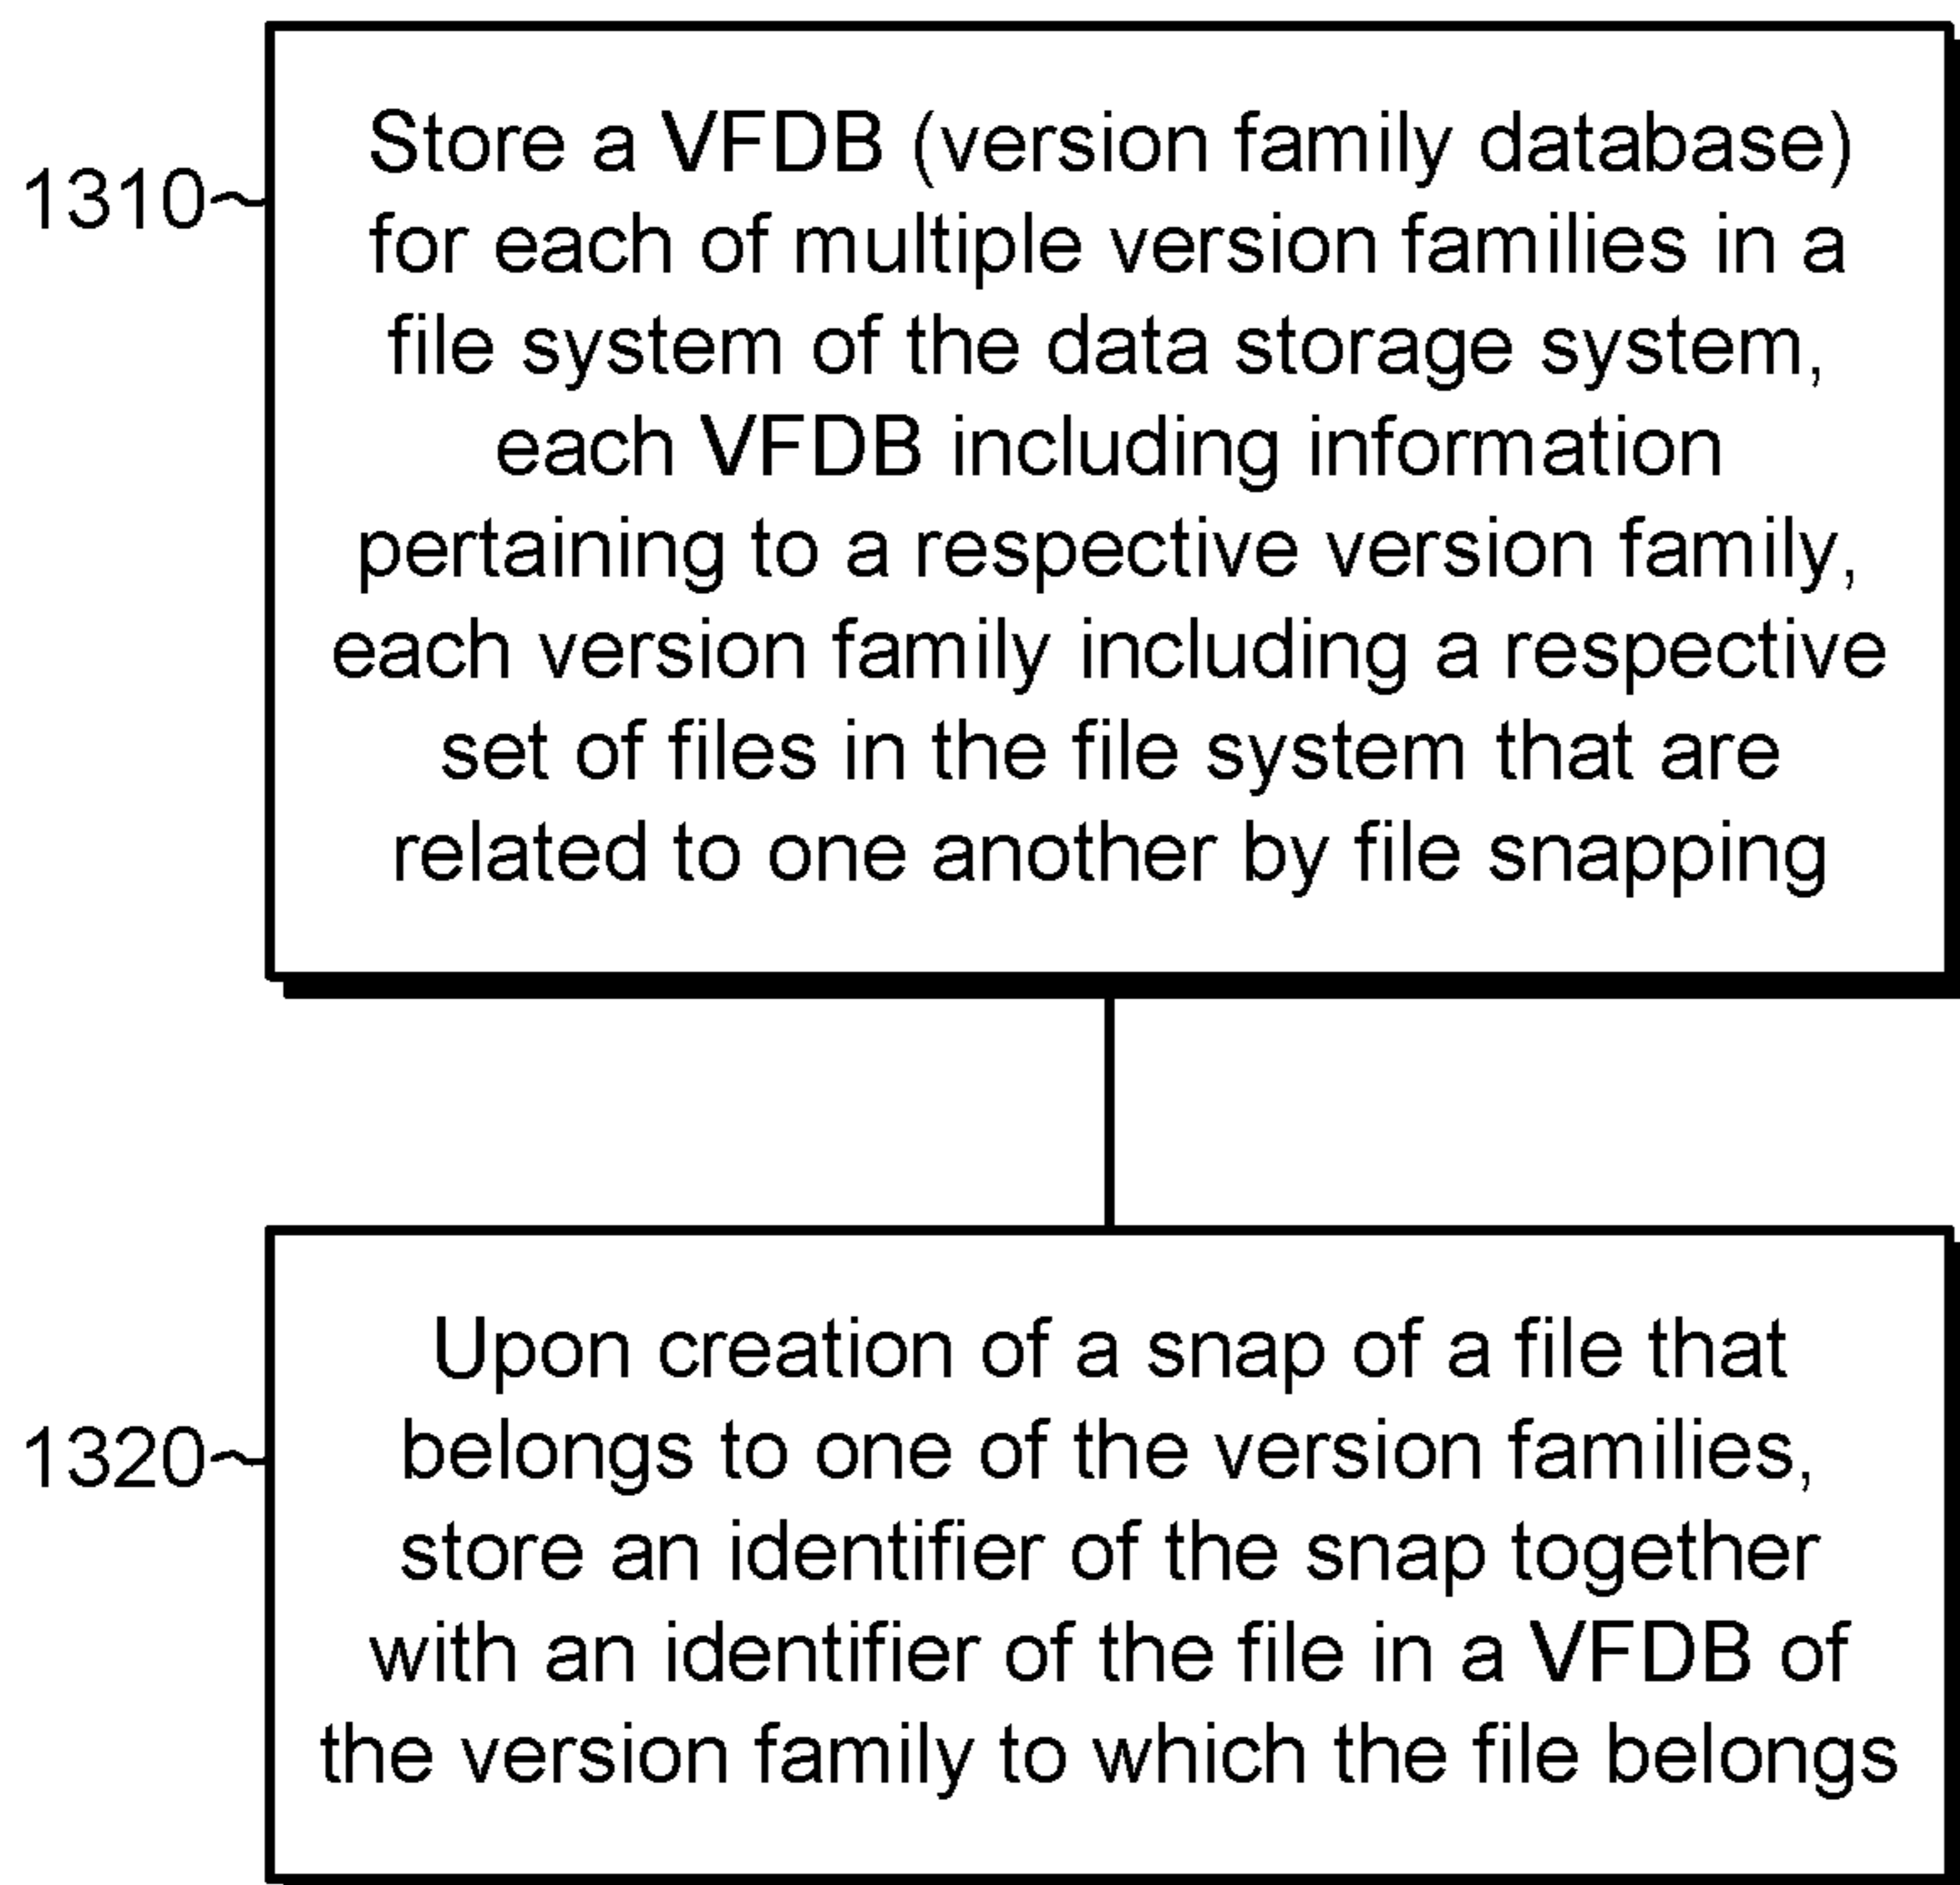 1310
Store a VFDB (version family database)
for each of multiple version families in a
file system of the data storage system,
each VFDB including information
pertaining to a respective version family,
each version family including a respective
set of files in the file system that are
related to one another by file snapping
1320
Upon creation of a snap of a file that
belongs to one of the version families,
store an identifier of the snap together
with an identifier of the file in a VFDB of
the version family to which the file belongs